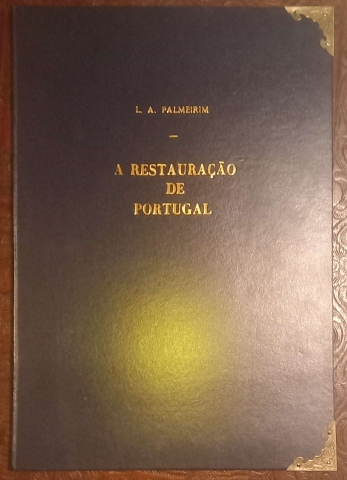 L. A. PALMEIRIM
—
A RESTAURAÇÃO
DE
PORTUGAL